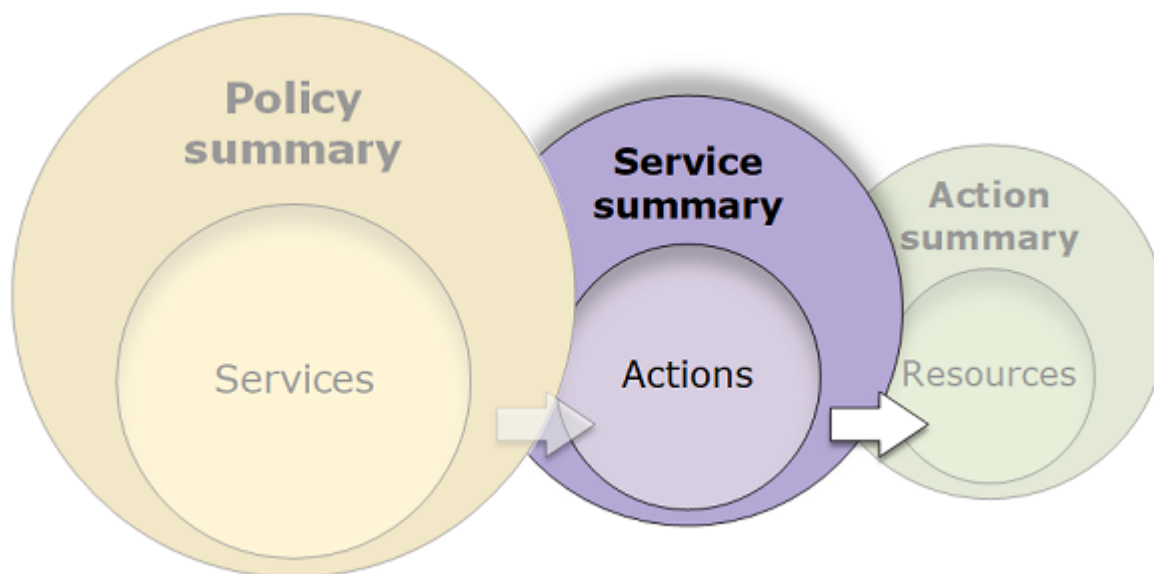 Policy
summary
Services
Service
summary
Actions
Action
summary
Resources